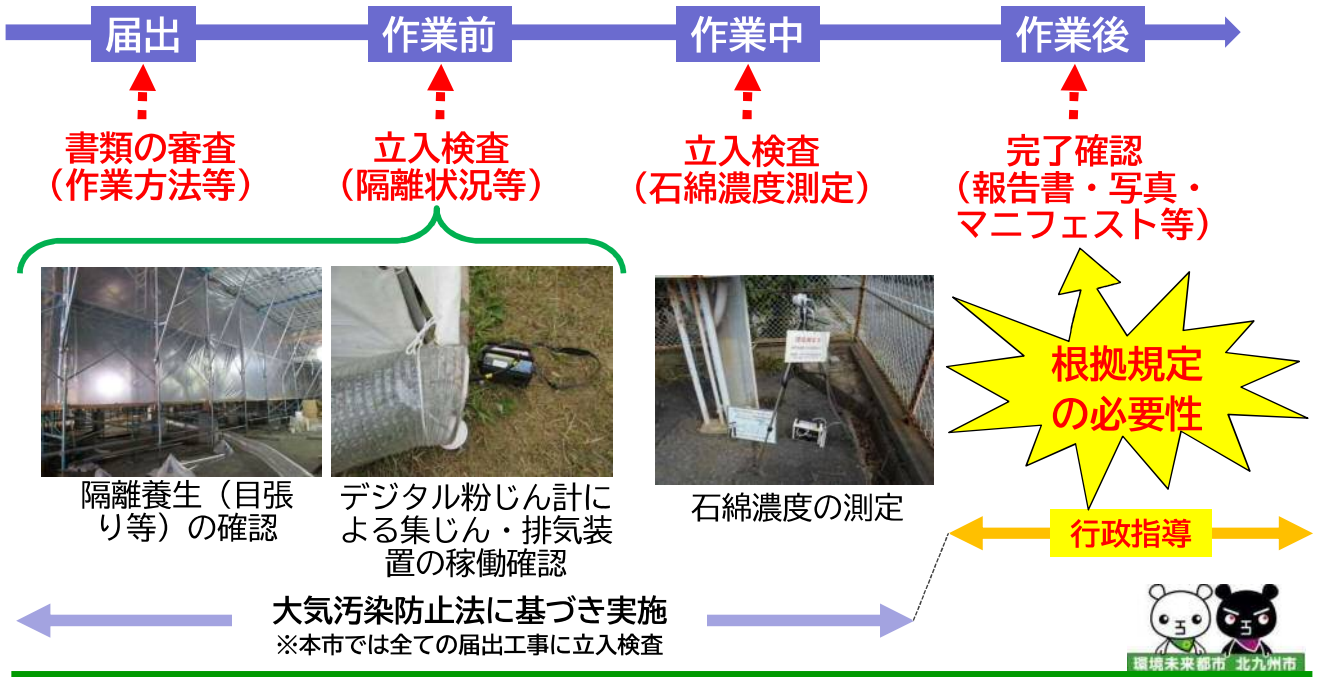 届出
作業前
作業中
作業後
書類の審査
（作業方法等）
立入検査
（隔離状況等）
立入検査
（石綿濃度測定）
完了確認
（報告書・写真・
マニフェスト等）
隔離養生（目張
り等）の確認
デジタル粉じん計に
よる集じん・排気装
置の稼働確認
石綿濃度の測定
根拠規定
の必要性
行政指導
大気汚染防止法に基づき実施
※本市では全ての届出工事に立入検査
環境未来都市 北九州市